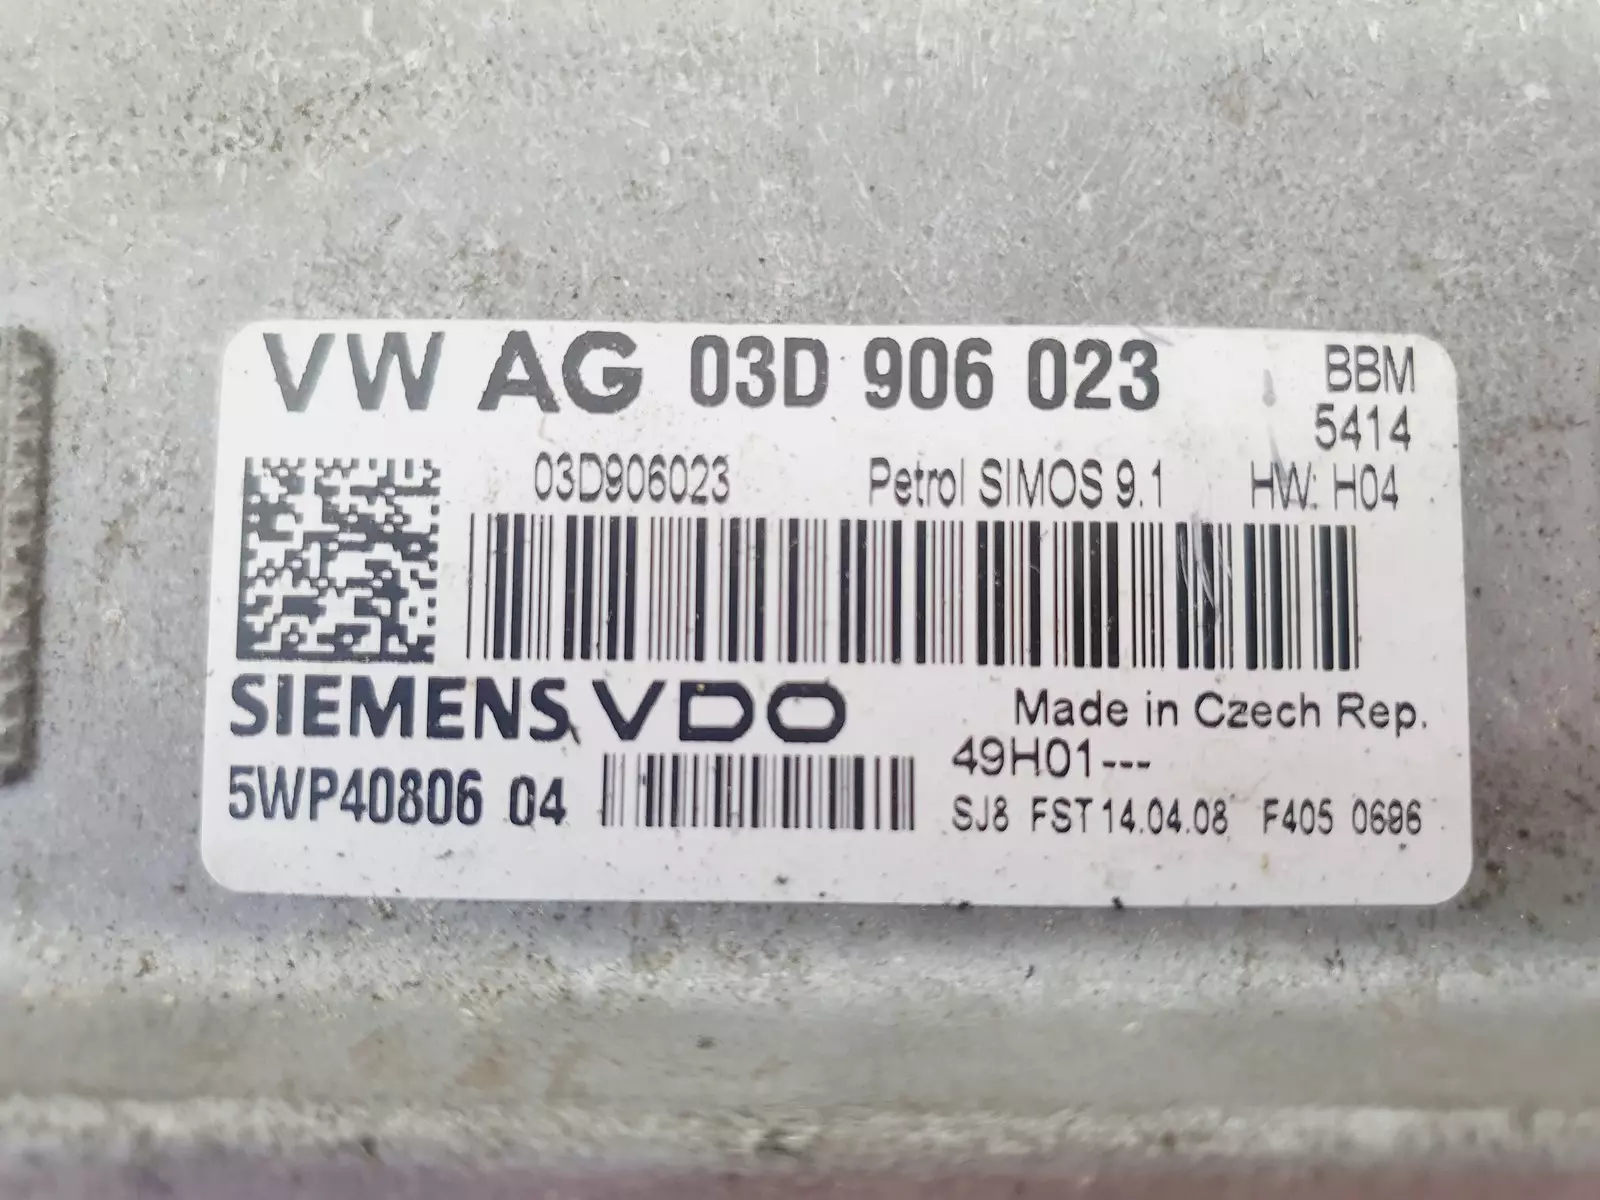 VW AG 03D 906 023 BBM
5414
03D906023 Petrol SIMOS 9.1 HW: H04
SIEMENS VDO Made in Czech Rep.
49H01---
5WP40806 04 SJ8 FST 14.04.08 F405 0696